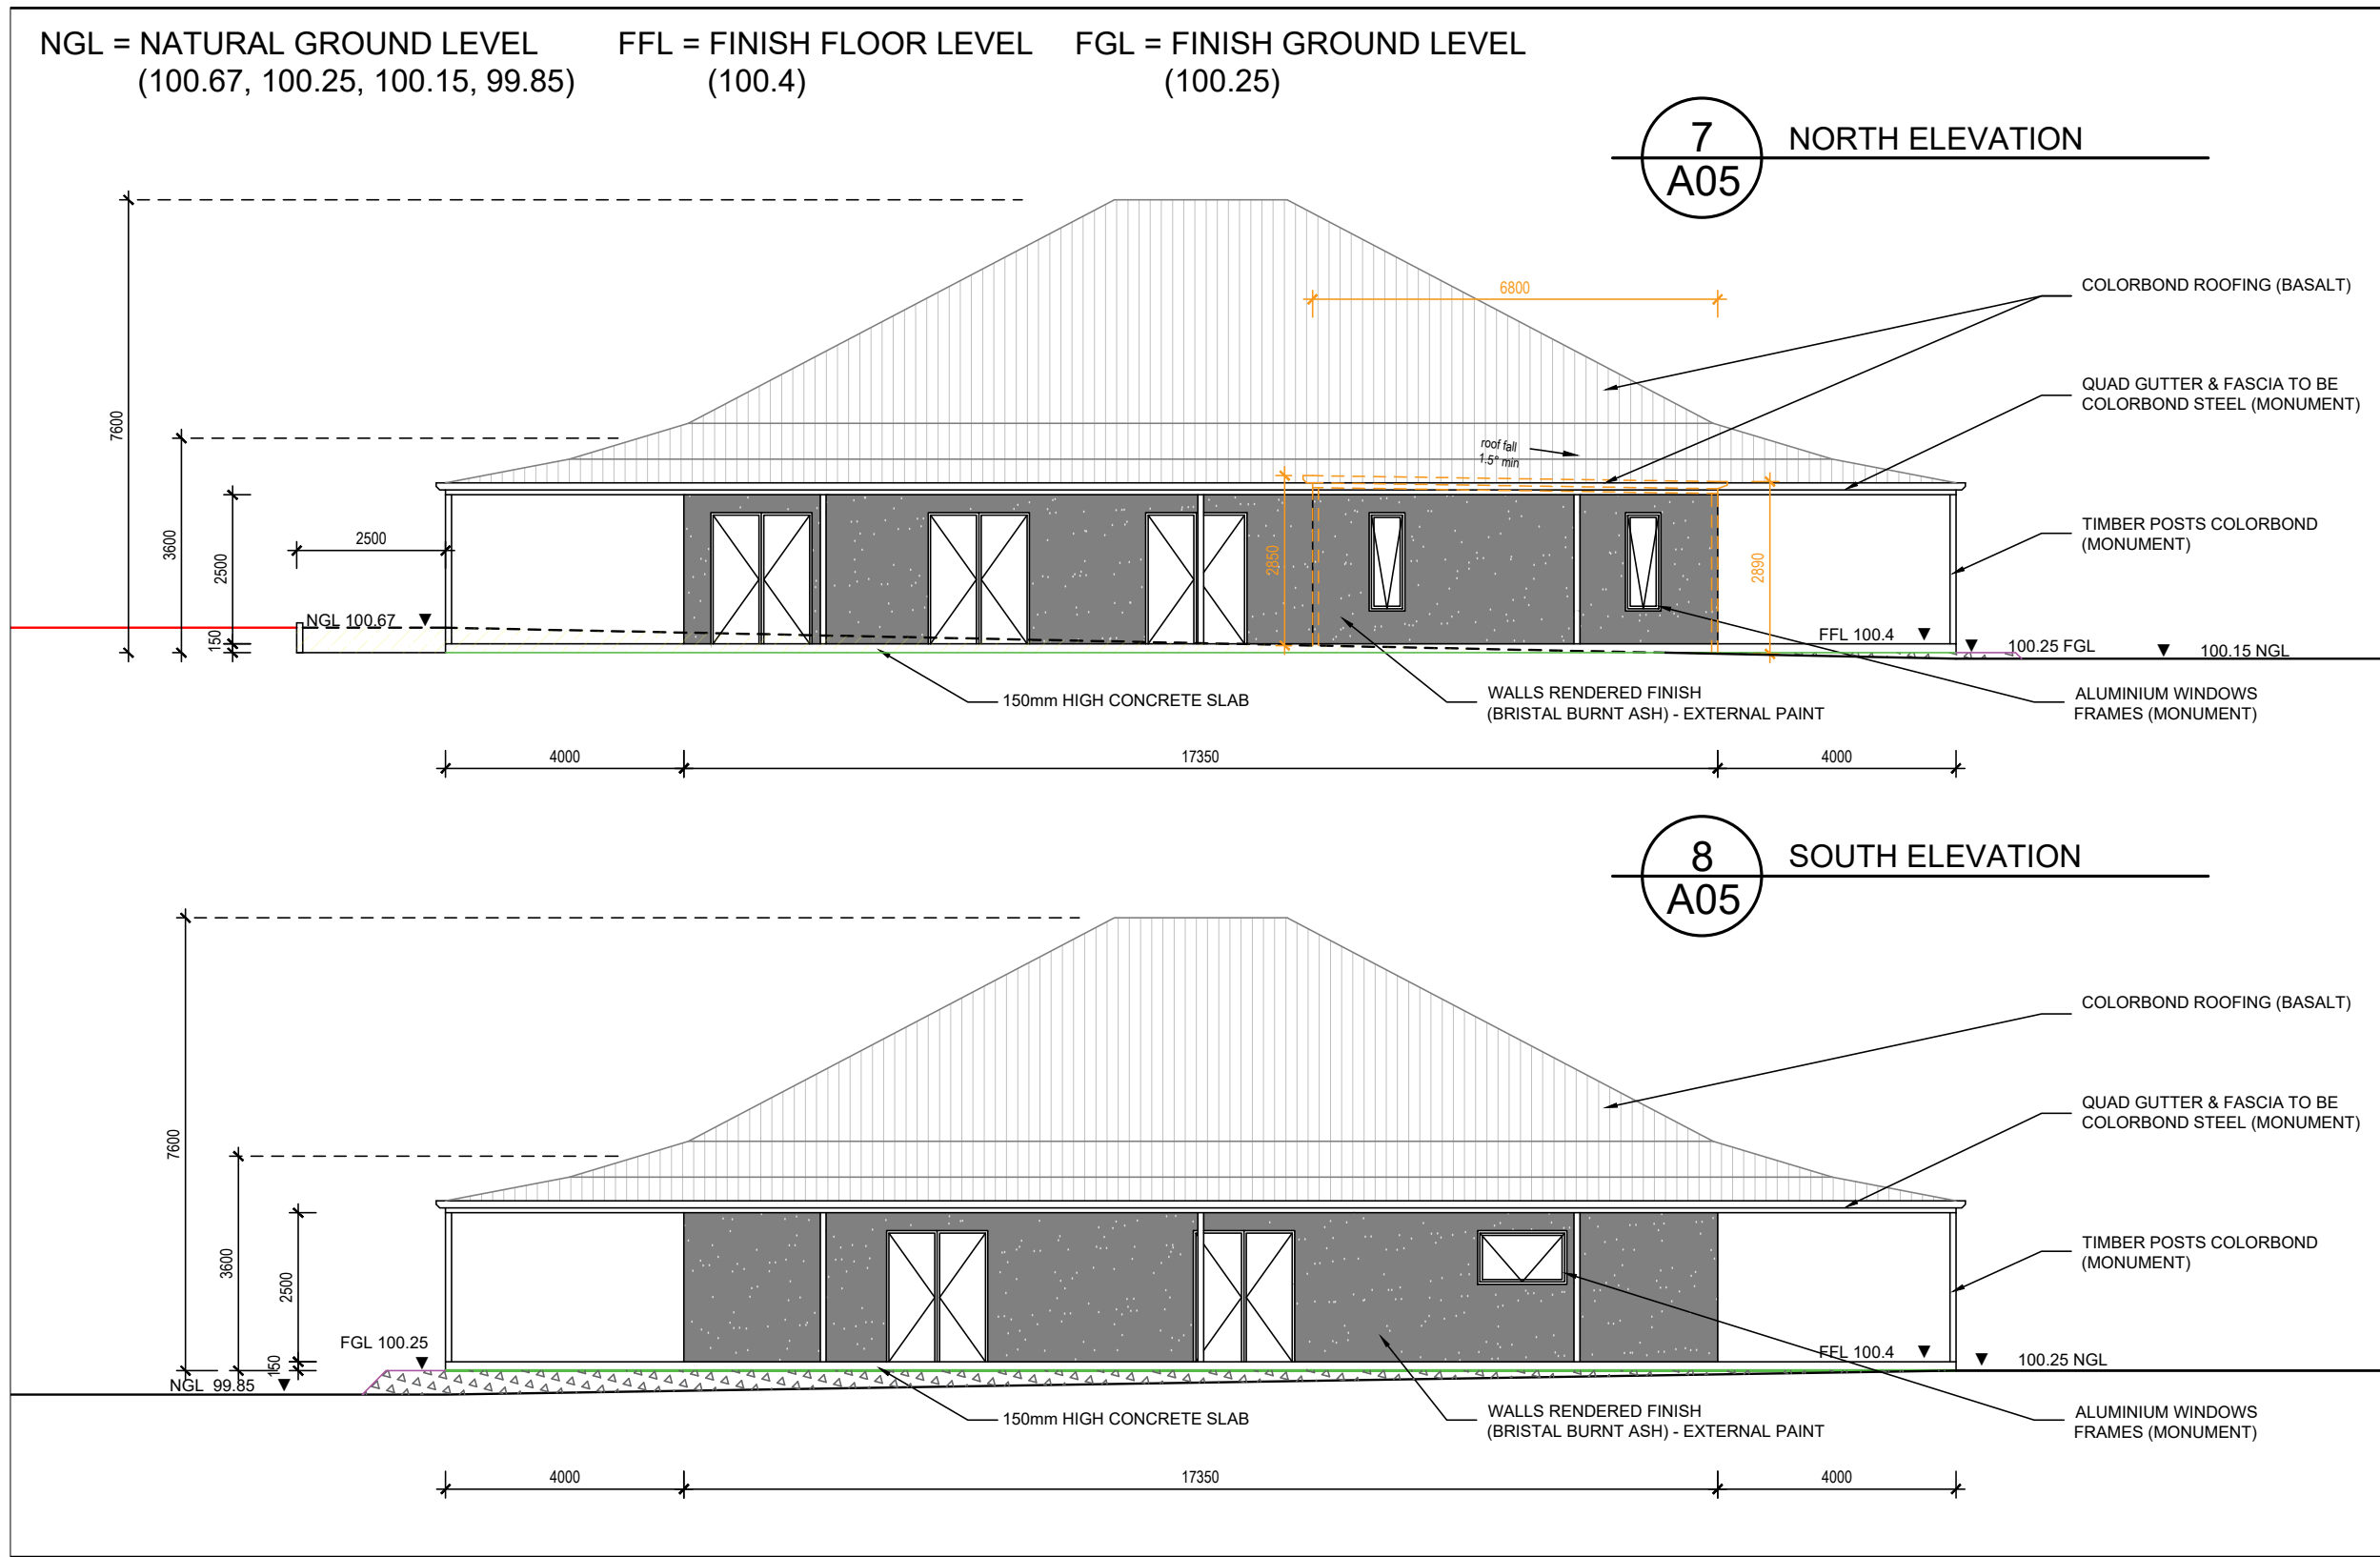 NGL = NATURAL GROUND LEVEL
(100.67, 100.25, 100.15, 99.85)
FFL = FINISH FLOOR LEVEL
(100.4)
FGL = FINISH GROUND LEVEL
(100.25)
7
A05
NORTH ELEVATION
COLORBOND ROOFING (BASALT)
6800
QUAD GUTTER & FASCIA TO BE
COLORBOND STEEL (MONUMENT)
7600
3600
2500
150
2500
roof fall
1.5° min
2850
2890
TIMBER POSTS COLORBOND
(MONUMENT)
NGL 100.67
FFL 100.4
100.25 FGL
100.15 NGL
150mm HIGH CONCRETE SLAB
WALLS RENDERED FINISH
(BRISTAL BURNT ASH) - EXTERNAL PAINT
ALUMINIUM WINDOWS
FRAMES (MONUMENT)
4000
17350
4000
8
A05
SOUTH ELEVATION
COLORBOND ROOFING (BASALT)
QUAD GUTTER & FASCIA TO BE
COLORBOND STEEL (MONUMENT)
7600
3600
2500
150
TIMBER POSTS COLORBOND
(MONUMENT)
FGL 100.25
NGL 99.85
FFL 100.4
100.25 NGL
150mm HIGH CONCRETE SLAB
WALLS RENDERED FINISH
(BRISTAL BURNT ASH) - EXTERNAL PAINT
ALUMINIUM WINDOWS
FRAMES (MONUMENT)
4000
17350
4000